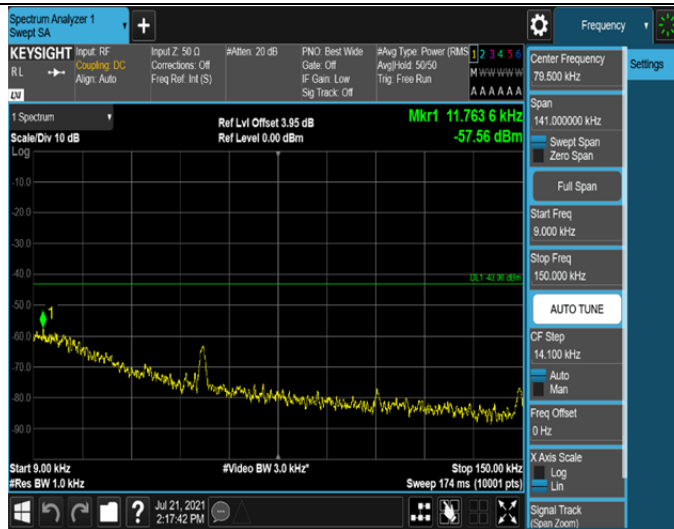 Spectrum Analyzer 1
Swept SA
+
Frequency
KEYSIGHT
RL
LXI
Input: RF
Coupling: DC
Align: Auto
Input Z: 50 Ω
Corrections: Off
Freq Ref: Int (S)
#Atten: 20 dB
PNO: Best Wide
Gate: Off
IF Gain: Low
Sig Track: Off
#Avg Type: Power (RMS
Avg|Hold: 50/50
Trig: Free Run
1 2 3 4 5 6
M W W W W W
A A A A A A
1 Spectrum
Scale/Div 10 dB
Log
Ref Lvl Offset 3.95 dB
Ref Level 0.00 dBm
Mkr1 11.763 6 kHz
-57.56 dBm
-10.0
-20.0
-30.0
-40.0
DL1 -43.00 dBm
-50.0
1
-60.0
-70.0
-80.0
-90.0
Start 9.00 kHz
#Res BW 1.0 kHz
#Video BW 3.0 kHz*
Stop 150.00 kHz
Sweep 174 ms (10001 pts)
Jul 21, 2021
2:17:42 PM
?
Center Frequency
79.500 kHz
Span
141.000000 kHz
Swept Span
Zero Span
Full Span
Start Freq
9.000 kHz
Stop Freq
150.000 kHz
AUTO TUNE
CF Step
14.100 kHz
Auto
Man
Freq Offset
0 Hz
X Axis Scale
Log
Lin
Signal Track
(Span Zoom)
Settings